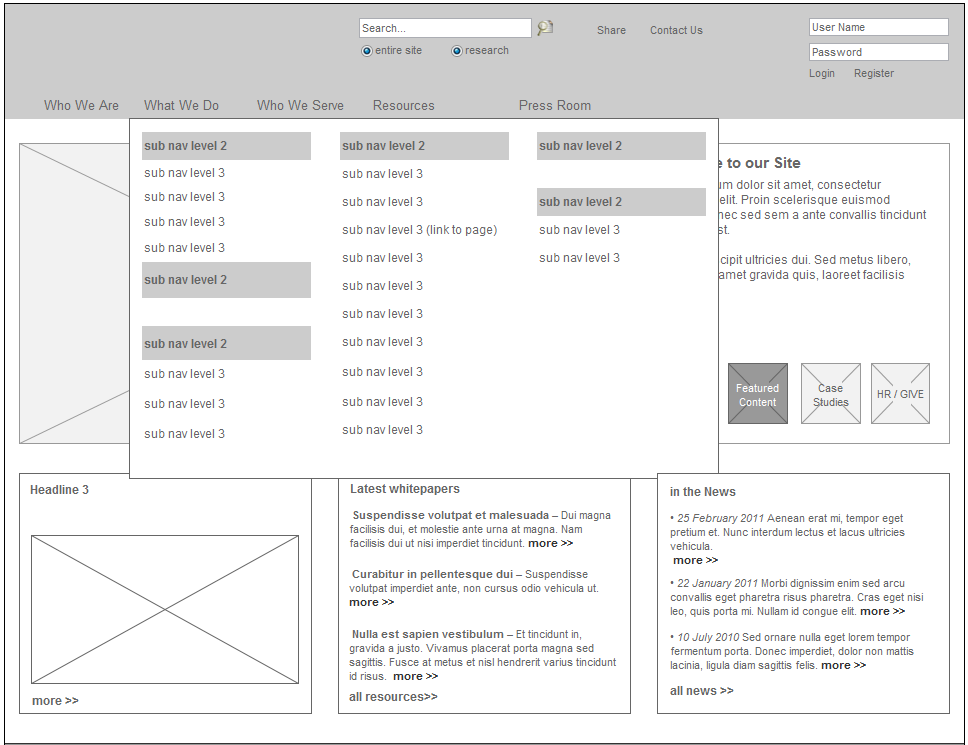 Search...
entire site
research
Share
Contact Us
User Name
Password
Login
Register
Who We Are
What We Do
Who We Serve
Resources
Press Room
sub nav level 2
sub nav level 3
sub nav level 3
sub nav level 3
sub nav level 3
sub nav level 2
sub nav level 2
sub nav level 3
sub nav level 3
sub nav level 3
sub nav level 2
sub nav level 3
sub nav level 3
sub nav level 3 (link to page)
sub nav level 3
sub nav level 3
sub nav level 3
sub nav level 3
sub nav level 3
sub nav level 3
sub nav level 3
sub nav level 2
sub nav level 2
sub nav level 3
sub nav level 3
e to our Site
um dolor sit amet, consectetur
elit. Proin scelerisque euismod
nec sed sem a ante convallis tincidunt
st.
cipit ultricies dui. Sed metus libero,
amet gravida quis, laoreet facilisis
Featured
Content
Case
Studies
HR / GIVE
Headline 3
more >>
Latest whitepapers
Suspendisse volutpat et malesuada – Dui magna
facilisis dui, et molestie ante urna at magna. Nam
facilisis dui ut nisi imperdiet tincidunt. more >>
Curabitur in pellentesque dui – Suspendisse
volutpat imperdiet ante, non cursus odio vehicula ut.
more >>
Nulla est sapien vestibulum – Et tincidunt in,
gravida a justo. Vivamus placerat porta magna sed
sagittis. Fusce at metus et nisl hendrerit varius tincidunt
id risus. more >>
all resources>>
in the News
• 25 February 2011 Aenean erat mi, tempor eget
pretium et. Nunc interdum lectus et lacus ultricies
vehicula.
more >>
• 22 January 2011 Morbi dignissim enim sed arcu
convallis eget pharetra risus pharetra. Cras eget nisi
leo, quis porta mi. Nullam id congue elit. more >>
• 10 July 2010 Sed ornare nulla eget lorem tempor
fermentum porta. Donec imperdiet, dolor non mattis
lacinia, ligula diam sagittis felis. more >>
all news >>